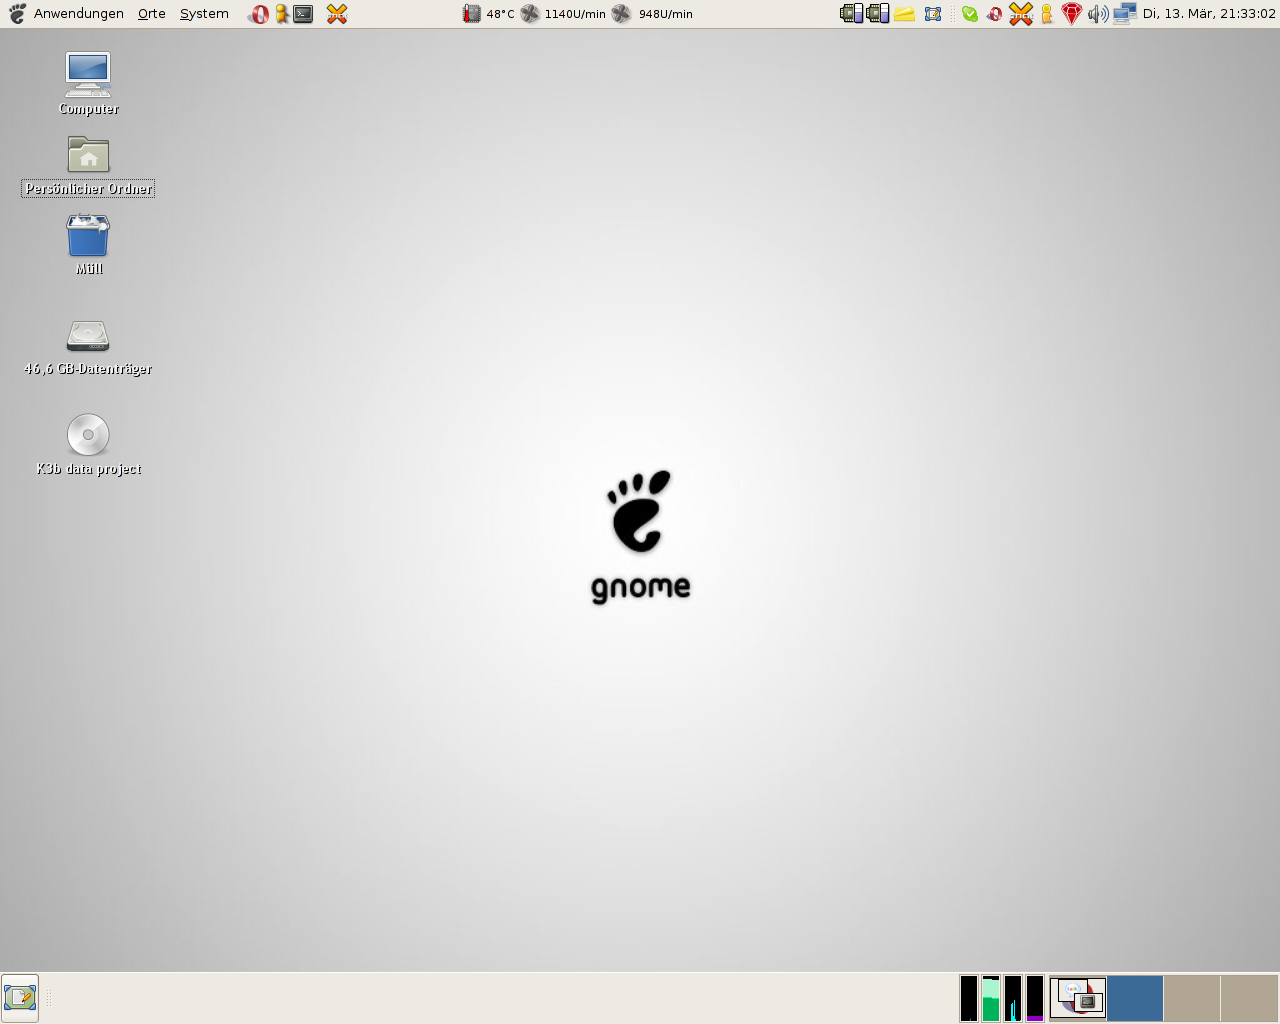 Anwendungen Orte System 48°C 1140U/min 948U/min Di, 13. Mär, 21:33:02
Computer
Persönlicher Ordner
Müll
46,6 GB-Datenträger
K3b data project
gnome